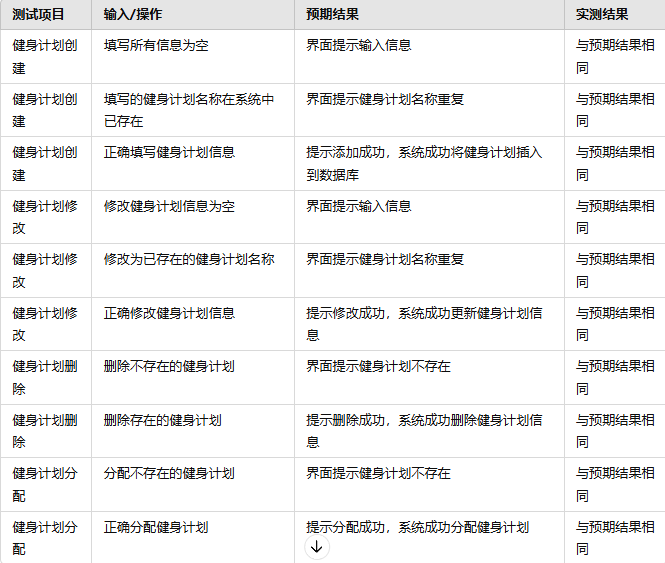 测试项目 输入/操作 预期结果 实测结果
健身计划创 填写所有信息为空 界面提示输入信息 与预期结果相
建 同
健身计划创 填写的健身计划名称在系统中 界面提示健身计划名称重复 与预期结果相
建 已存在 同
健身计划创 正确填写健身计划信息 提示添加成功，系统成功将健身计划插入 与预期结果相
建 到数据库 同
健身计划修 修改健身计划信息为空 界面提示输入信息 与预期结果相
改 同
健身计划修 修改为已存在的健身计划名称 界面提示健身计划名称重复 与预期结果相
改 同
健身计划修 正确修改健身计划信息 提示修改成功，系统成功更新健身计划信 与预期结果相
改 息 同
健身计划删 删除不存在的健身计划 界面提示健身计划不存在 与预期结果相
除 同
健身计划删 删除存在的健身计划 提示删除成功，系统成功删除健身计划信 与预期结果相
除 息 同
健身计划分 分配不存在的健身计划 界面提示健身计划不存在 与预期结果相
配 同
健身计划分 正确分配健身计划 提示分配成功，系统成功分配健身计划 与预期结果相
配 同